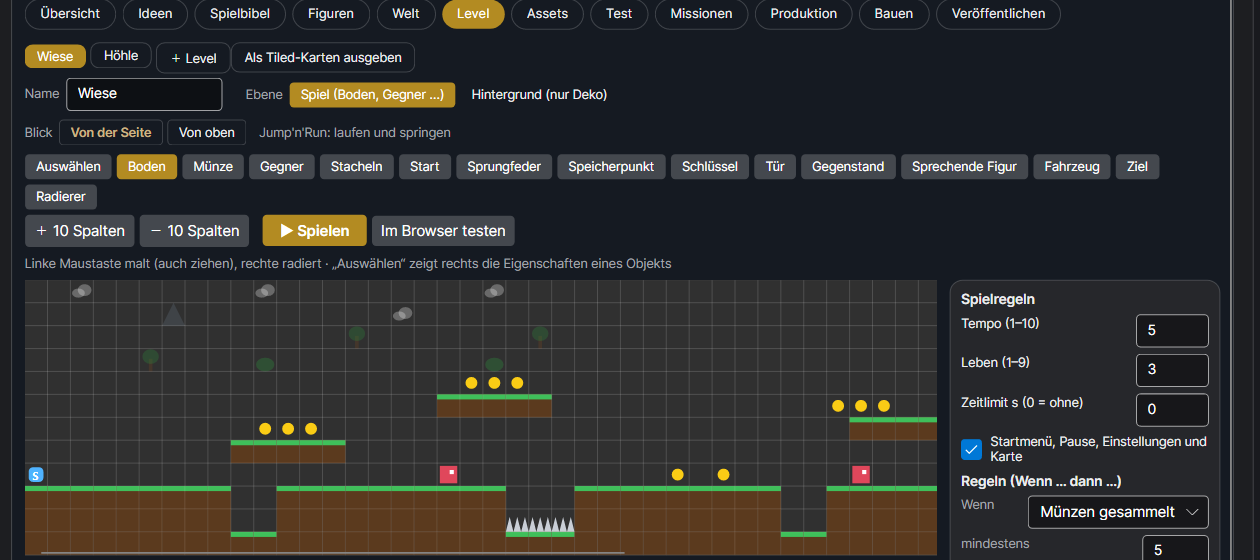 Übersicht Ideen Spielbibel Figuren Welt Level Assets Test Missionen Produktion Bauen Veröffentlichen
Wiese Höhle + Level Als Tiled-Karten ausgeben
Name Wiese Ebene Spiel (Boden, Gegner ...) Hintergrund (nur Deko)
Blick Von der Seite Von oben Jump'n'Run: laufen und springen
Auswählen Boden Münze Gegner Stacheln Start Sprungfeder Speicherpunkt Schlüssel Tür Gegenstand Sprechende Figur Fahrzeug Ziel
Radierer
+ 10 Spalten − 10 Spalten ▶ Spielen Im Browser testen
Linke Maustaste malt (auch ziehen), rechte radiert · „Auswählen“ zeigt rechts die Eigenschaften eines Objekts
S
Spielregeln
Tempo (1–10) 5
Leben (1–9) 3
Zeitlimit s (0 = ohne) 0
Startmenü, Pause, Einstellungen und
Karte
Regeln (Wenn ... dann ...)
Wenn Münzen gesammelt
mindestens 5